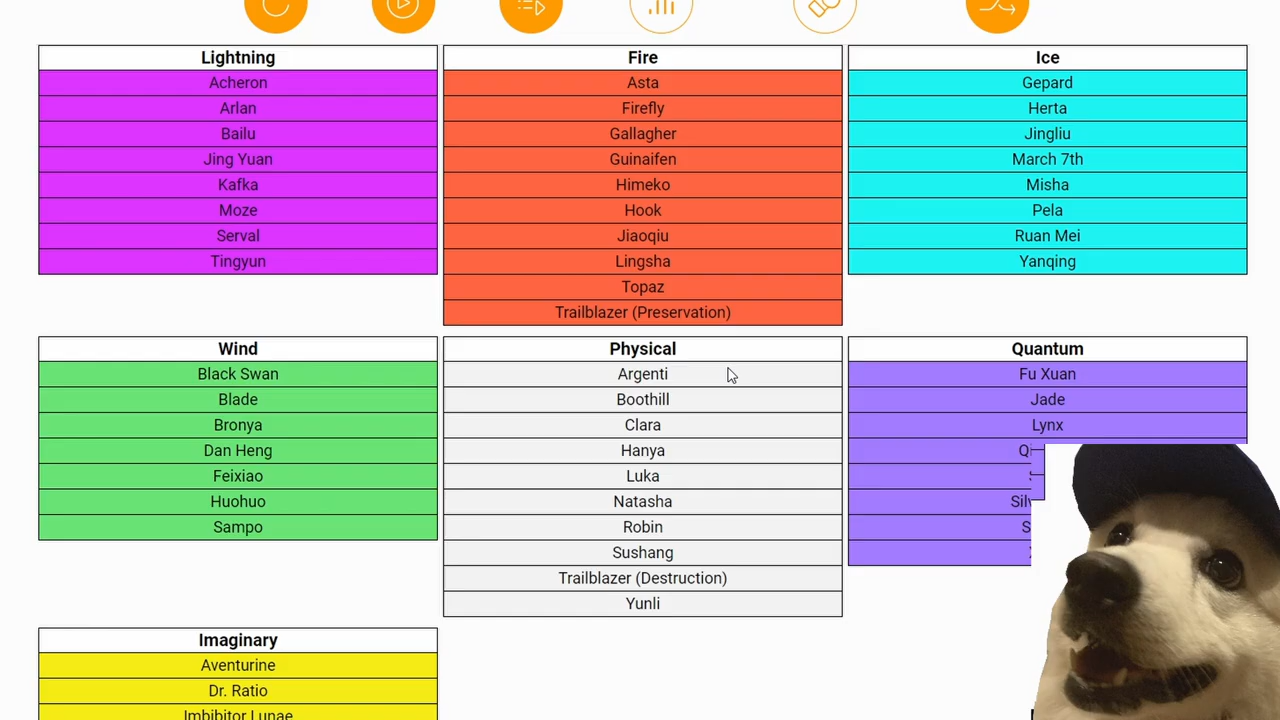 Lightning
Acheron
Arlan
Bailu
Jing Yuan
Kafka
Moze
Serval
Tingyun
Fire
Asta
Firefly
Gallagher
Guinaifen
Himeko
Hook
Jiaoqiu
Lingsha
Topaz
Trailblazer (Preservation)
Ice
Gepard
Herta
Jingliu
March 7th
Misha
Pela
Ruan Mei
Yanqing
Wind
Black Swan
Blade
Bronya
Dan Heng
Feixiao
Huohuo
Sampo
Physical
Argenti
Boothill
Clara
Hanya
Luka
Natasha
Robin
Sushang
Trailblazer (Destruction)
Yunli
Quantum
Fu Xuan
Jade
Lynx
Imaginary
Aventurine
Dr. Ratio
Imbibitor Lunae